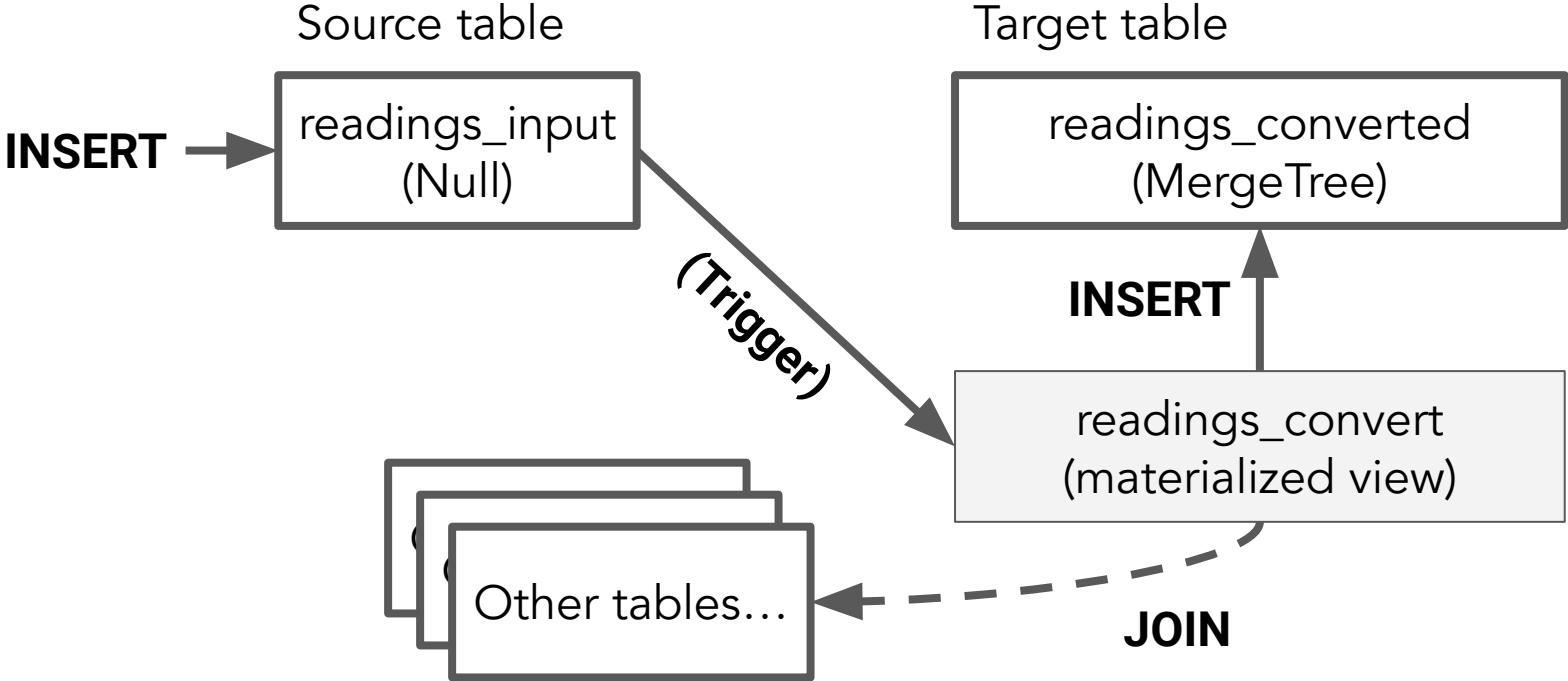 Source table
Target table
INSERT
readings_input
(Null)
readings_converted
(MergeTree)
(Trigger)
INSERT
readings_convert
(materialized view)
Other tables…
JOIN